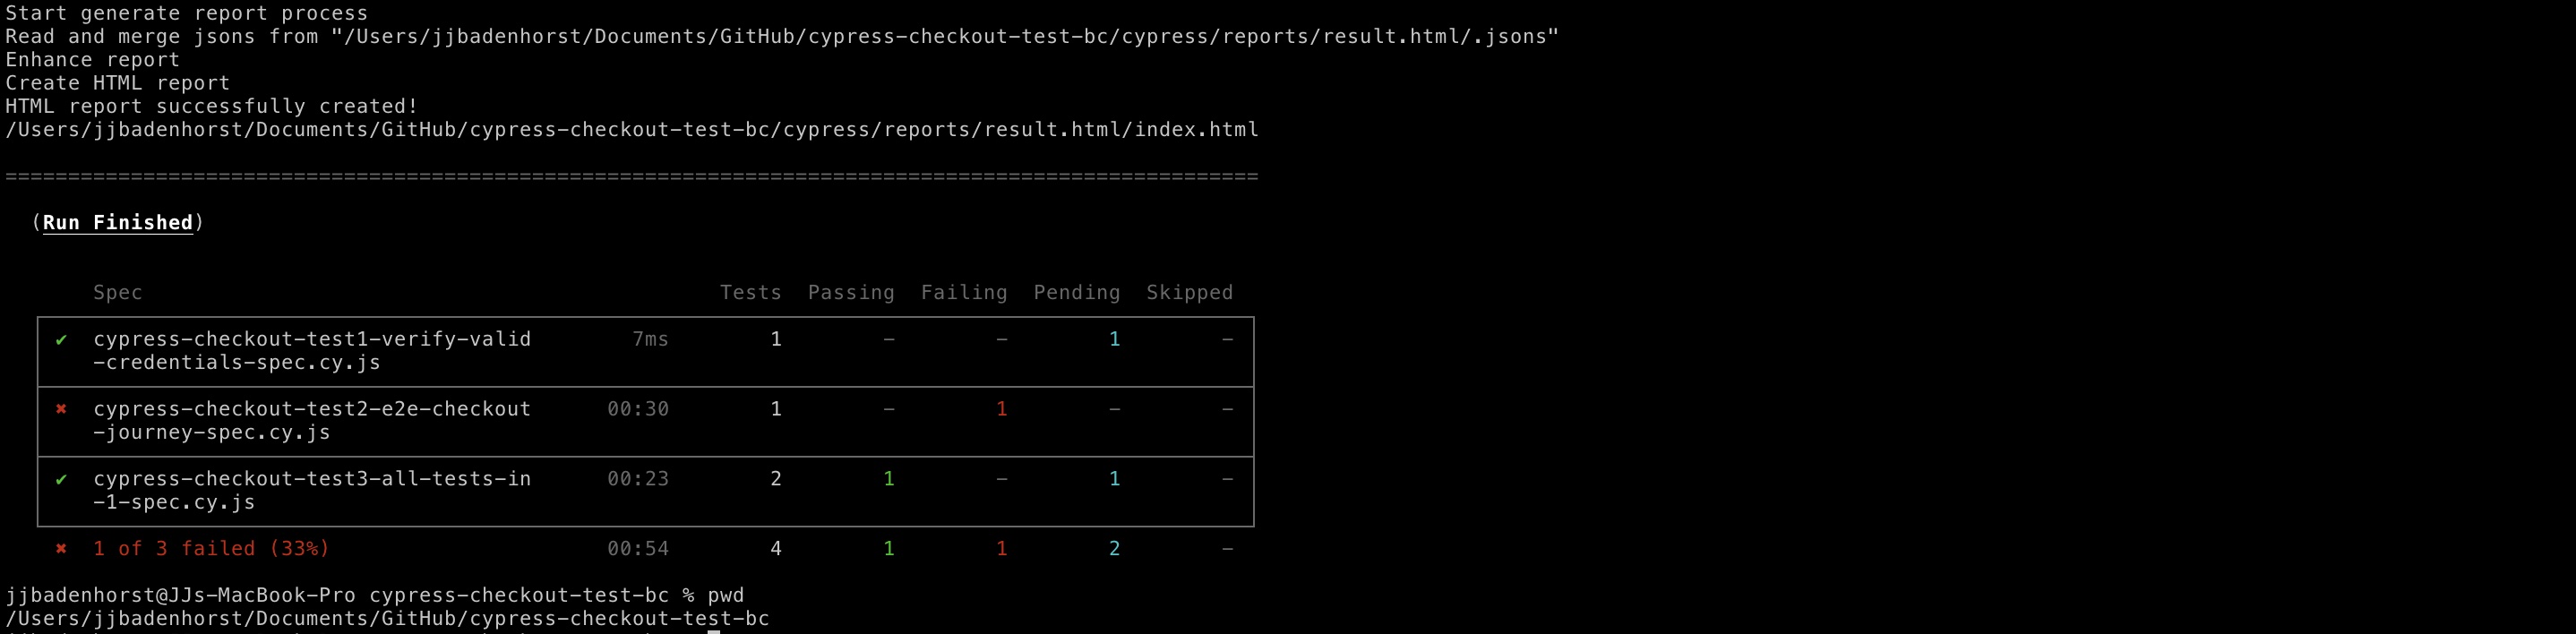 Start generate report process
Read and merge jsons from "/Users/jjbadenhorst/Documents/GitHub/cypress-checkout-test-bc/cypress/reports/result.html/.jsons"
Enhance report
Create HTML report
HTML report successfully created!
/Users/jjbadenhorst/Documents/GitHub/cypress-checkout-test-bc/cypress/reports/result.html/index.html
====================================================================================================
(Run Finished)
Spec Tests Passing Failing Pending Skipped
✔ cypress-checkout-test1-verify-valid 7ms 1 - - 1 -
-credentials-spec.cy.js
✖ cypress-checkout-test2-e2e-checkout 00:30 1 - 1 - -
-journey-spec.cy.js
✔ cypress-checkout-test3-all-tests-in 00:23 2 1 - 1 -
-1-spec.cy.js
✖ 1 of 3 failed (33%) 00:54 4 1 1 2 -
jjbadenhorst@JJs-MacBook-Pro cypress-checkout-test-bc % pwd
/Users/jjbadenhorst/Documents/GitHub/cypress-checkout-test-bc